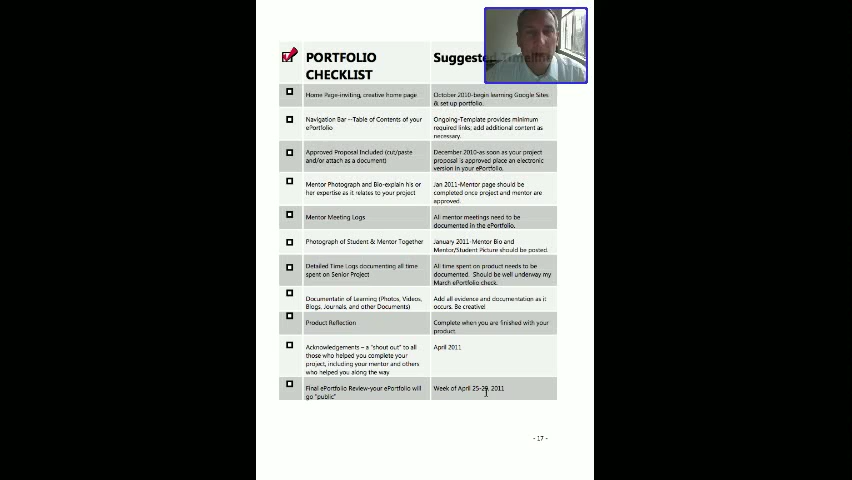 PORTFOLIO
CHECKLIST
Suggested Timeline
Home Page-inviting, creative home page
October 2010-begin learning Google Sites
& set up portfolio.
Navigation Bar --Table of Contents of your
ePortfolio
Ongoing-Template provides minimum
required links; add additional content as
necessary.
Approved Proposal Included (cut/paste
and/or attach as a document)
December 2010-as soon as your project
proposal is approved place an electronic
version in your ePortfolio.
Mentor Photograph and Bio-explain his or
her expertise as it relates to your project
Jan 2011-Mentor page should be
completed once project and mentor are
approved.
Mentor Meeting Logs
All mentor meetings need to be
documented in the ePortfolio.
Photograph of Student & Mentor Together
January 2011-Mentor Bio and
Mentor/Student Picture should be posted.
Detailed Time Logs documenting all time
spent on Senior Project
All time spent on product needs to be
documented. Should be well underway my
March ePortfolio check.
Documentatin of Learning (Photos, Videos,
Blogs, Journals, and other Documents)
Add all evidence and documentation as it
occurs. Be creative!
Product Reflection
Complete when you are finished with your
product.
Acknowledgements – a "shout out" to all
those who helped you complete your
project, including your mentor and others
who helped you along the way
April 2011
Final ePortfolio Review-your ePortfolio will
go "public"
Week of April 25-29, 2011
- 17 -